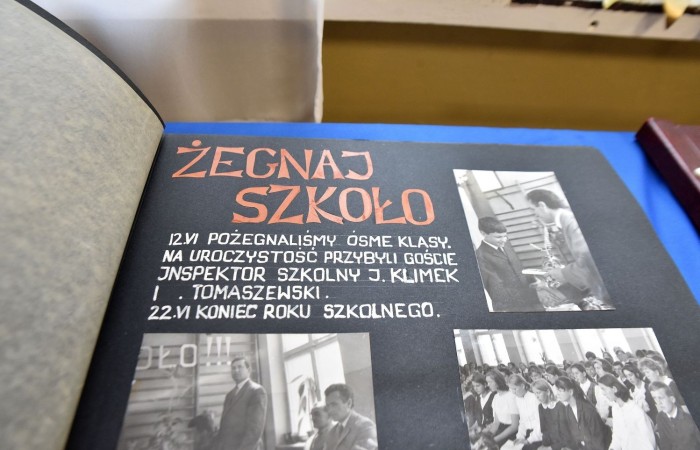 ŻEGNAJ
SZKOŁO
12.VI POŻEGNALIŚMY ÓSME KLASY.
NA UROCZYSTOŚĆ PRZYBYLI GOŚCIE
JNSPEKTOR SZKOLNY J. KLIMEK
I . TOMASZEWSKI.
22.VI KONIEC ROKU SZKOLNEGO.
OŁO!!!